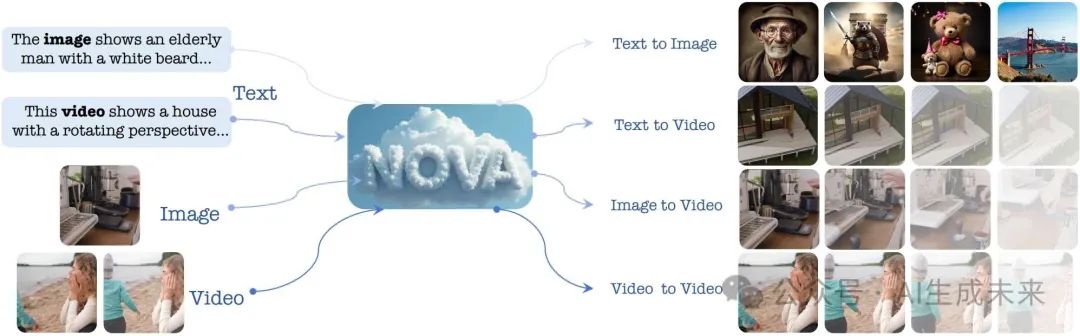 The image shows an elderly
man with a white beard...
Text
This video shows a house
with a rotating perspective...
Image
Video
NOVA
Text to Image
Text to Video
Image to Video
Video to Video
公众号 · AI生成未来